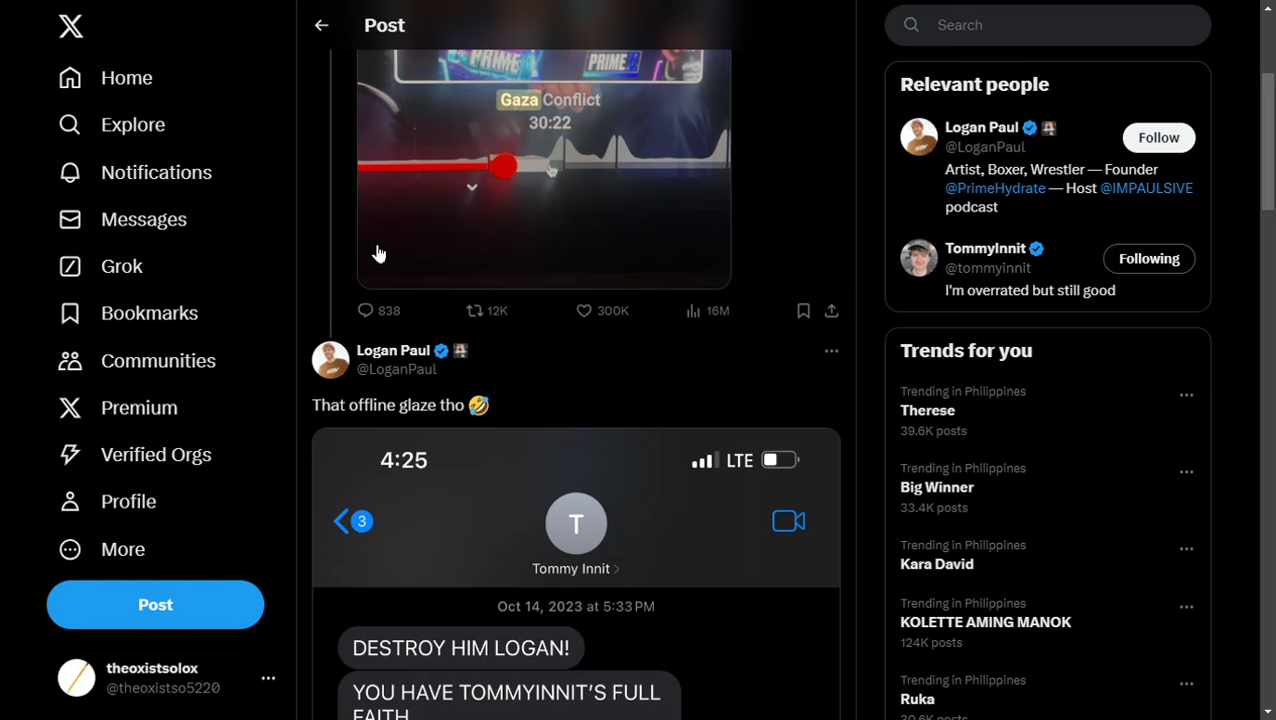 Post
Search
Home
Explore
Notifications
Messages
Grok
Bookmarks
Communities
Premium
Verified Orgs
Profile
More
Post
theoxistsolox
@theoxistso5220
PRIME
PRIME
Gaza Conflict
30:22
838
12K
300K
16M
Logan Paul
@LoganPaul
That offline glaze tho 🤣
4:25
LTE
3
T
Tommy Innit
Oct 14, 2023 at 5:33 PM
DESTROY HIM LOGAN!
YOU HAVE TOMMYINNIT'S FULL
FAITH
Relevant people
Logan Paul
@LoganPaul
Follow
Artist, Boxer, Wrestler — Founder
@PrimeHydrate — Host @IMPAULSIVE
podcast
TommyInnit
@tommyinnit
Following
I'm overrated but still good
Trends for you
Trending in Philippines
Therese
39.6K posts
Trending in Philippines
Big Winner
33.4K posts
Trending in Philippines
Kara David
Trending in Philippines
KOLETTE AMING MANOK
124K posts
Trending in Philippines
Ruka
30.6K posts